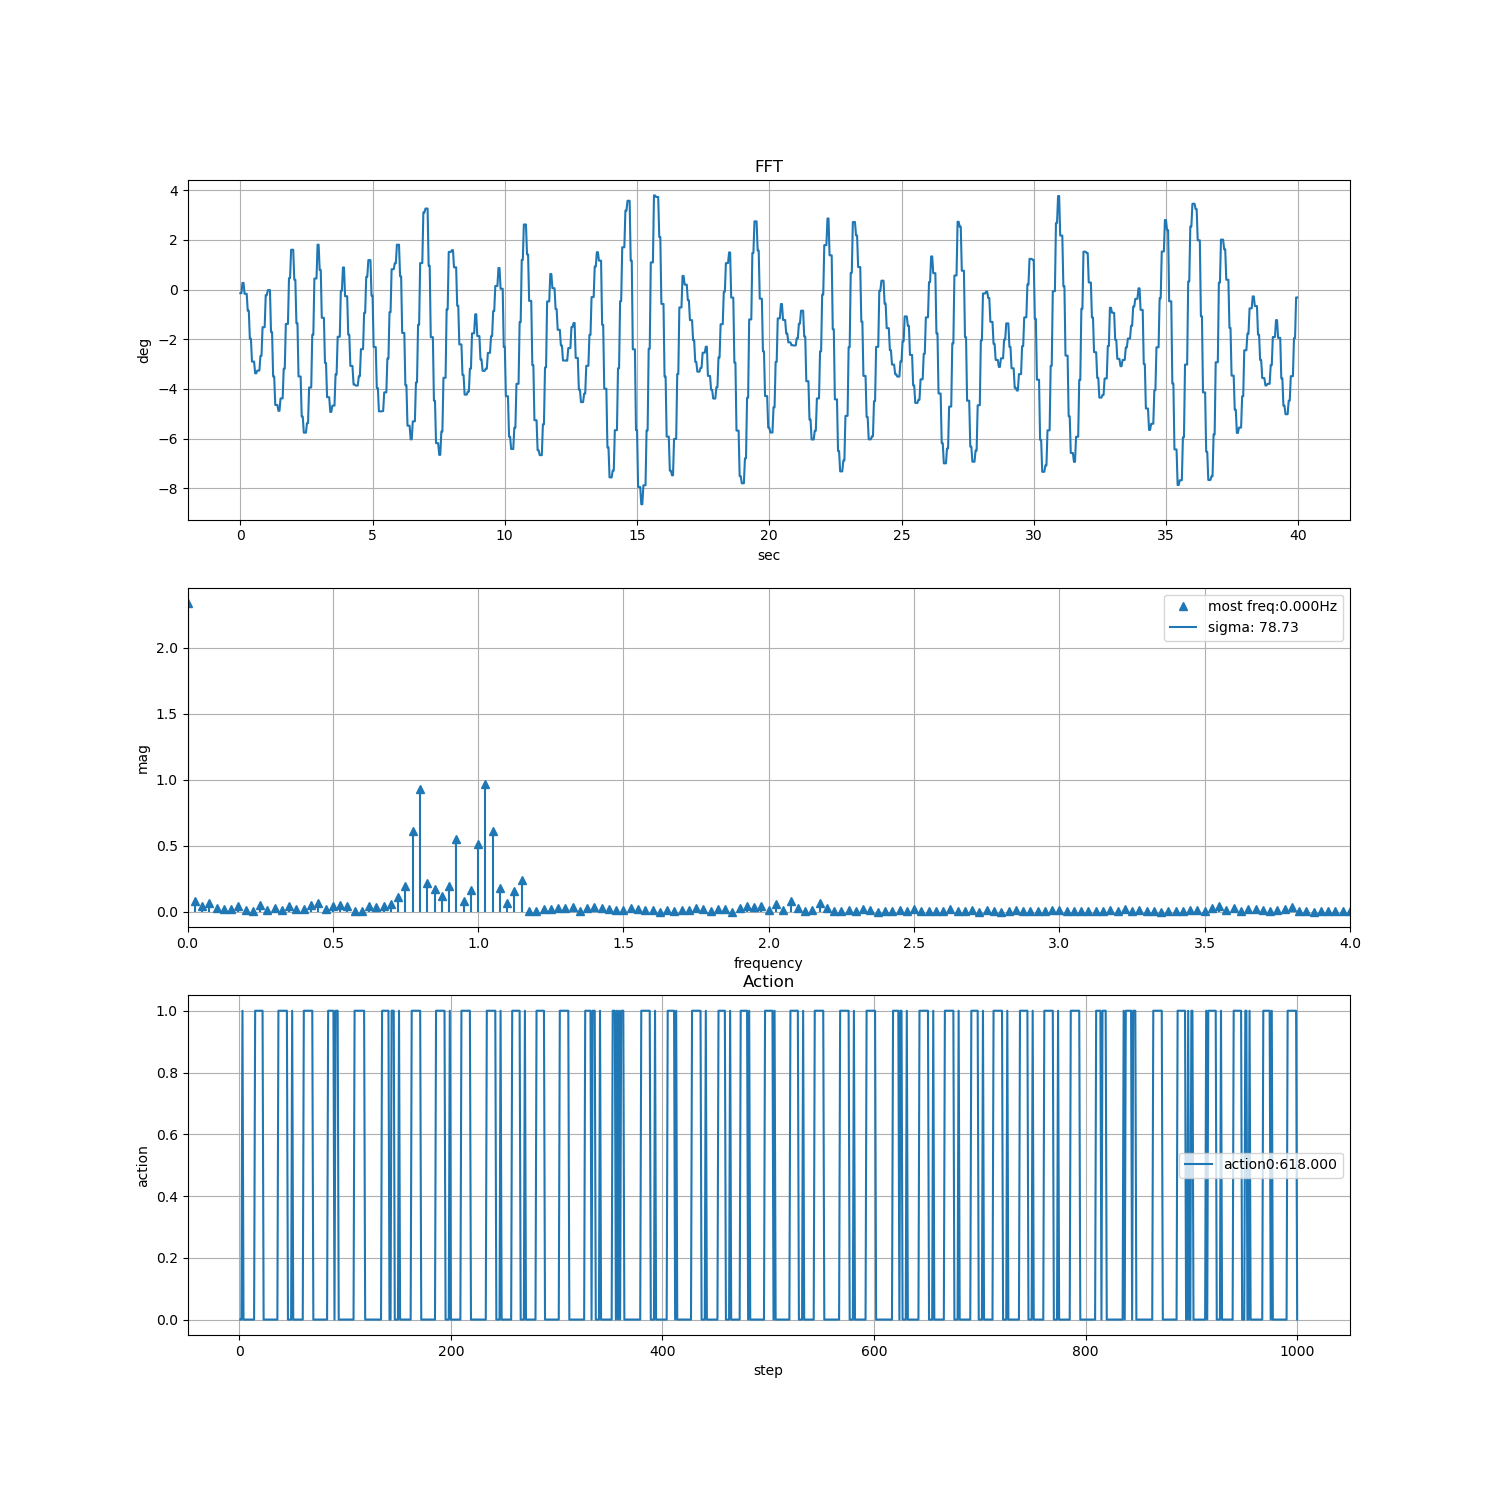 FFT
4
2
0
−2
−4
−6
−8
deg
0 5 10 15 20 25 30 35 40
sec
most freq:0.000Hz
sigma: 78.73
2.0
1.5
1.0
0.5
0.0
mag
0.0 0.5 1.0 1.5 2.0 2.5 3.0 3.5 4.0
frequency
Action
1.0
0.8
0.6
0.4
0.2
0.0
action
action0:618.000
0 200 400 600 800 1000
step